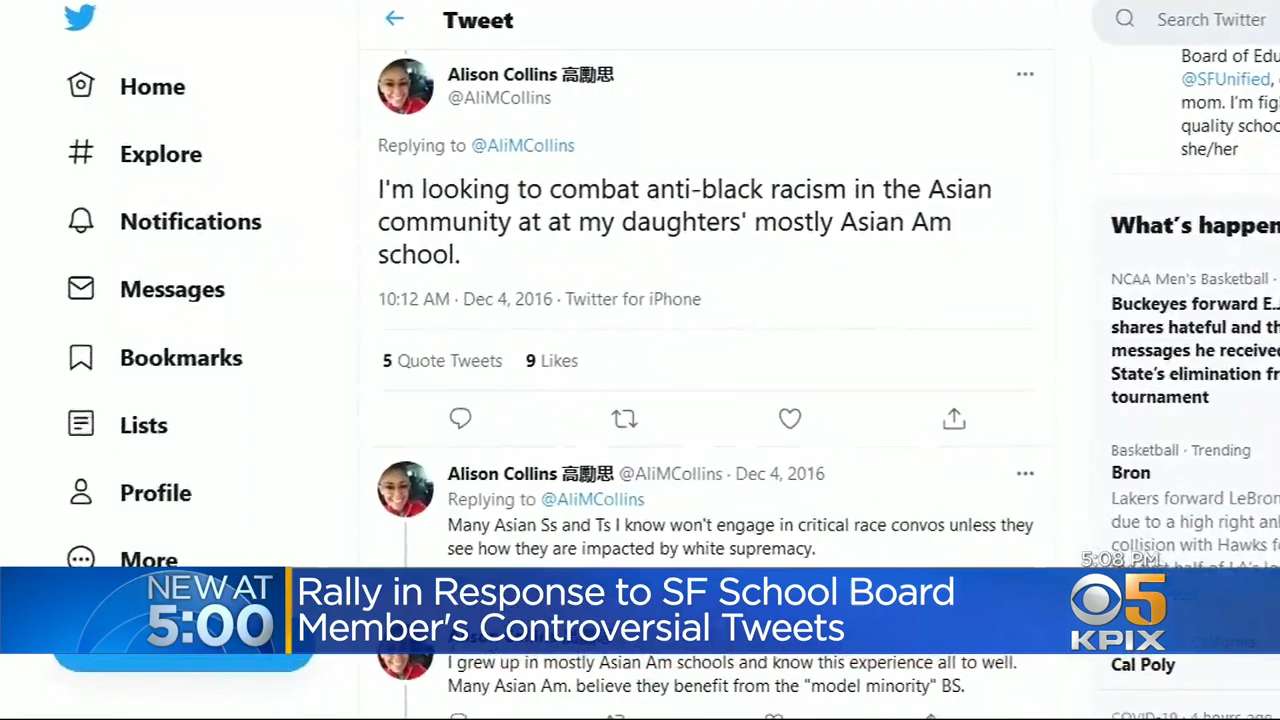 Home
Explore
Notifications
Messages
Bookmarks
Lists
Profile
More
Tweet
Alison Collins 高勵思
@AliMCollins
Replying to @AliMCollins
I'm looking to combat anti-black racism in the Asian
community at at my daughters' mostly Asian Am
school.
10:12 AM · Dec 4, 2016 · Twitter for iPhone
5 Quote Tweets 9 Likes
Alison Collins 高勵思 @AliMCollins · Dec 4, 2016
Replying to @AliMCollins
Many Asian Ss and Ts I know won't engage in critical race convos unless they
see how they are impacted by white supremacy.
I grew up in mostly Asian Am schools and know this experience all to well.
Many Asian Am. believe they benefit from the "model minority" BS.
Search Twitter
Board of Edu
@SFUnified,
mom. I'm fig
quality schoo
she/her
What's happen
NCAA Men's Basketball ·
Buckeyes forward E.J
shares hateful and th
messages he received
State's elimination fr
tournament
Basketball · Trending
Bron
Lakers forward LeBron
due to a high right an
collision with Hawks f
Cal Poly
COVID-19 · 4 hours ago
5:08 PM
NEW AT
5:00
Rally in Response to SF School Board
Member's Controversial Tweets
5
KPIX